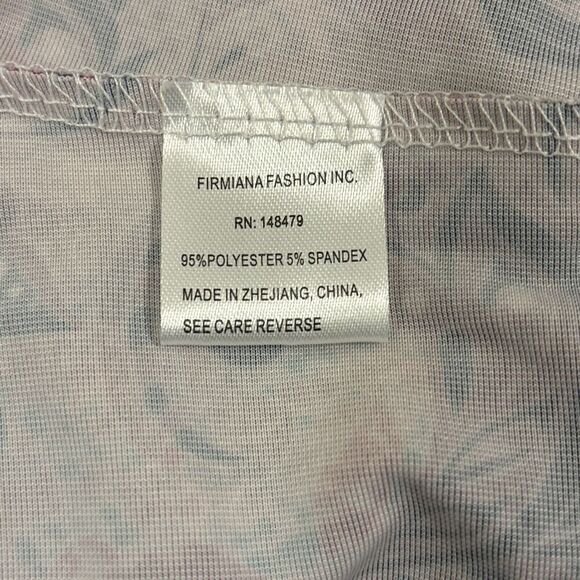 FIRMIANA FASHION INC.
RN: 148479
95%POLYESTER 5% SPANDEX
MADE IN ZHEJIANG, CHINA,
SEE CARE REVERSE